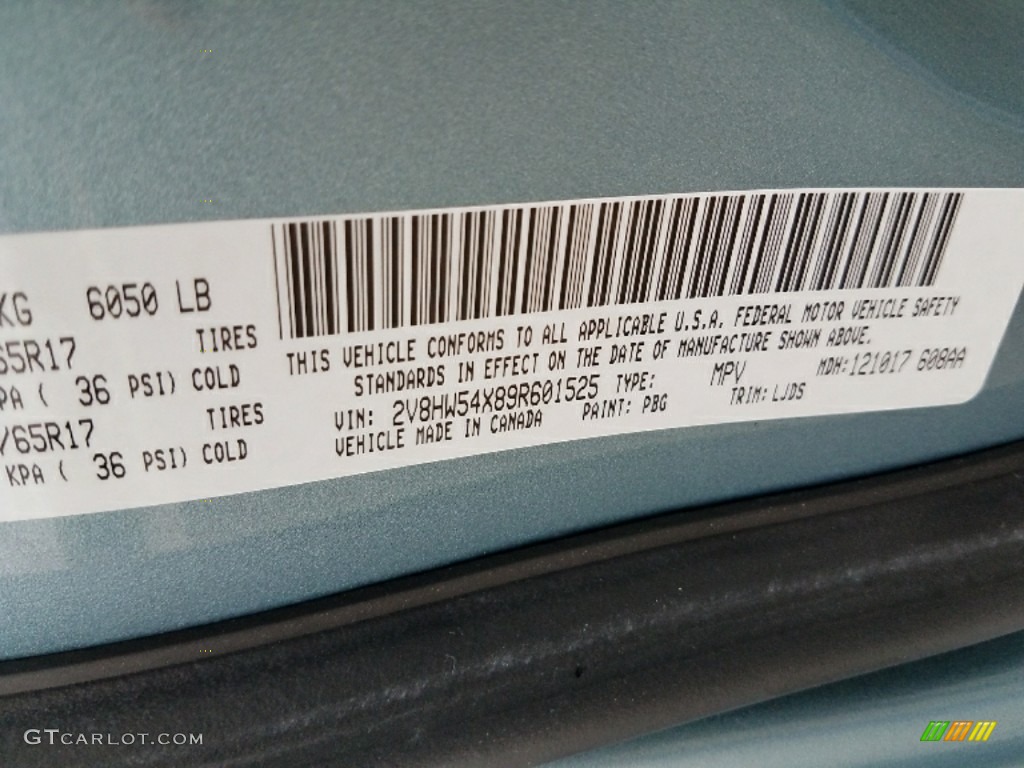 KG 6050 LB
65R17 TIRES
PA ( 36 PSI) COLD
/65R17 TIRES
KPA ( 36 PSI) COLD
THIS VEHICLE CONFORMS TO ALL APPLICABLE U.S.A. FEDERAL MOTOR VEHICLE SAFETY
STANDARDS IN EFFECT ON THE DATE OF MANUFACTURE SHOWN ABOVE.
VIN: 2V8HW54X89R601525 TYPE: MPV MDH:121017 608AA
VEHICLE MADE IN CANADA PAINT: PBG TRIM: LJDS
GTCARLOT.COM